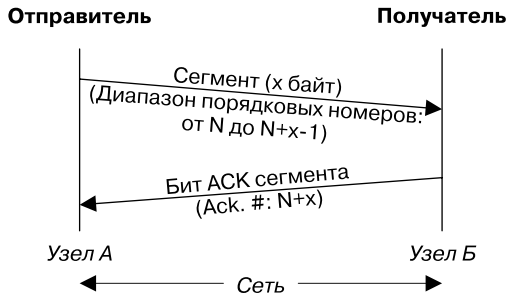 Отправитель
Получатель
Сегмент (x байт)
(Диапазон порядковых номеров:
от N до N+x-1)
Бит ACK сегмента
(Ack. #: N+x)
Узел А
Узел Б
Сеть